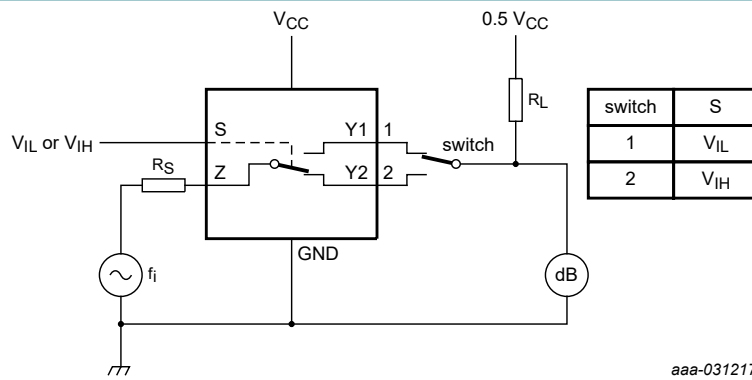 VCC
0.5 VCC
RL
switch S
1 VIL
2 VIH
VIL or VIH
S
Y1 1
switch
RS
Z
Y2 2
GND
fi
dB
aaa-031217